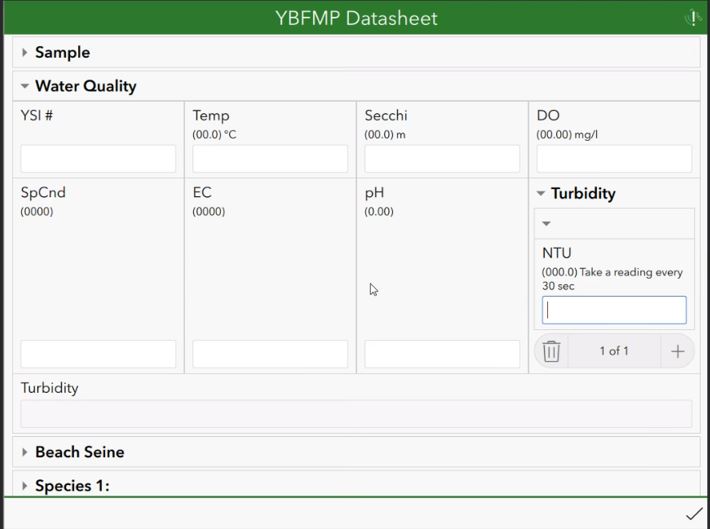 YBFMP Datasheet
Sample
Water Quality
YSI #
Temp
(00.0) °C
Secchi
(00.0) m
DO
(00.00) mg/l
SpCnd
(0000)
EC
(0000)
pH
(0.00)
Turbidity
NTU
(000.0) Take a reading every
30 sec
1 of 1
Turbidity
Beach Seine
Species 1: